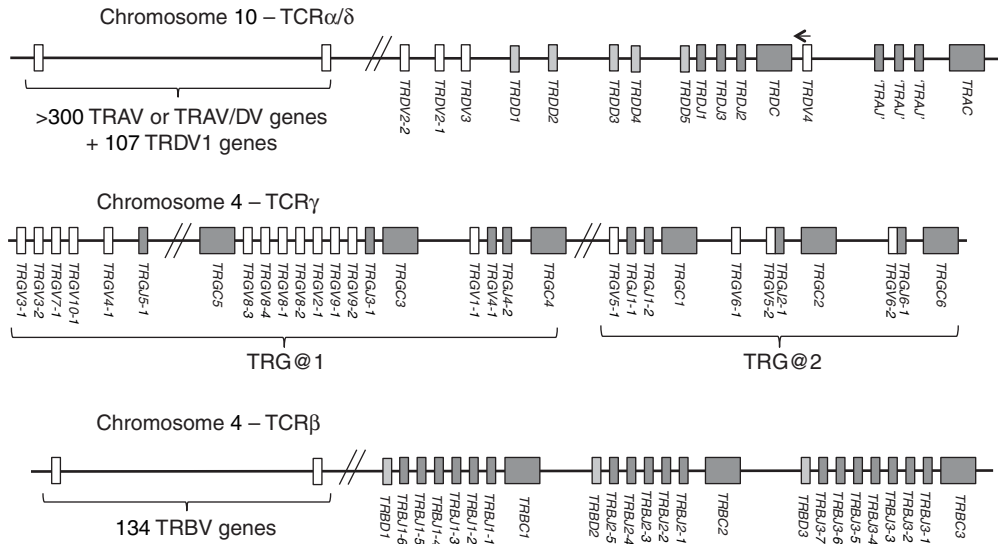 Chromosome 10 – TCRα/δ
>300 TRAV or TRAV/DV genes
+ 107 TRDV1 genes
TRDV2-2
TRDV2-1
TRDV3
TRDD1
TRDD2
TRDD3
TRDD4
TRDD5
TRDJ1
TRDJ3
TRDJ2
TRDC
TRDV4
'TRAJ'
'TRAJ'
'TRAJ'
TRAC
Chromosome 4 – TCRγ
TRGV3-1
TRGV3-2
TRGV7-1
TRGV10-1
TRGV4-1
TRGJ5-1
TRGC5
TRGV8-3
TRGV8-4
TRGV8-1
TRGV8-2
TRGV2-1
TRGV9-1
TRGV9-2
TRGJ3-1
TRGC3
TRGV1-1
TRGV4-1
TRGJ4-2
TRGC4
TRGV5-1
TRGJ1-1
TRGJ1-2
TRGC1
TRGV6-1
TRGV5-2
TRGJ2-1
TRGC2
TRGV6-2
TRGJ6-1
TRGC6
TRG@1
TRG@2
Chromosome 4 – TCRβ
134 TRBV genes
TRBD1
TRBJ1-6
TRBJ1-5
TRBJ1-4
TRBJ1-3
TRBJ1-2
TRBJ1-1
TRBC1
TRBD2
TRBJ2-5
TRBJ2-4
TRBJ2-3
TRBJ2-2
TRBJ2-1
TRBC2
TRBD3
TRBJ3-7
TRBJ3-6
TRBJ3-5
TRBJ3-4
TRBJ3-3
TRBJ3-2
TRBJ3-1
TRBC3